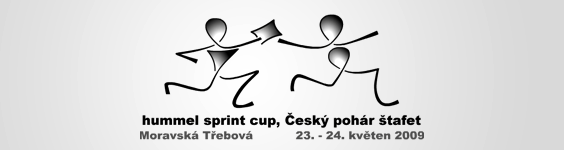 hummel sprint cup, Český pohár štafet
Moravská Třebová 23. - 24. květen 2009